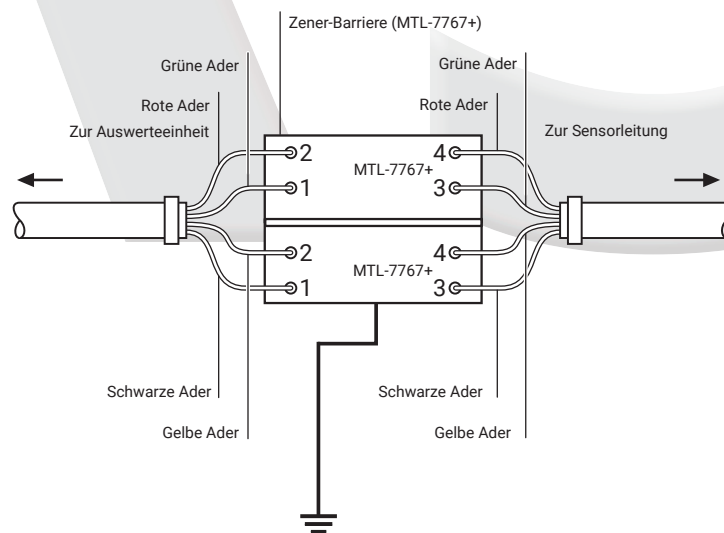 Zener-Barriere (MTL-7767+)
Grüne Ader
Grüne Ader
Rote Ader
Rote Ader
Zur Auswerteeinheit
Zur Sensorleitung
2
4
MTL-7767+
1
3
2
4
MTL-7767+
1
3
Schwarze Ader
Schwarze Ader
Gelbe Ader
Gelbe Ader